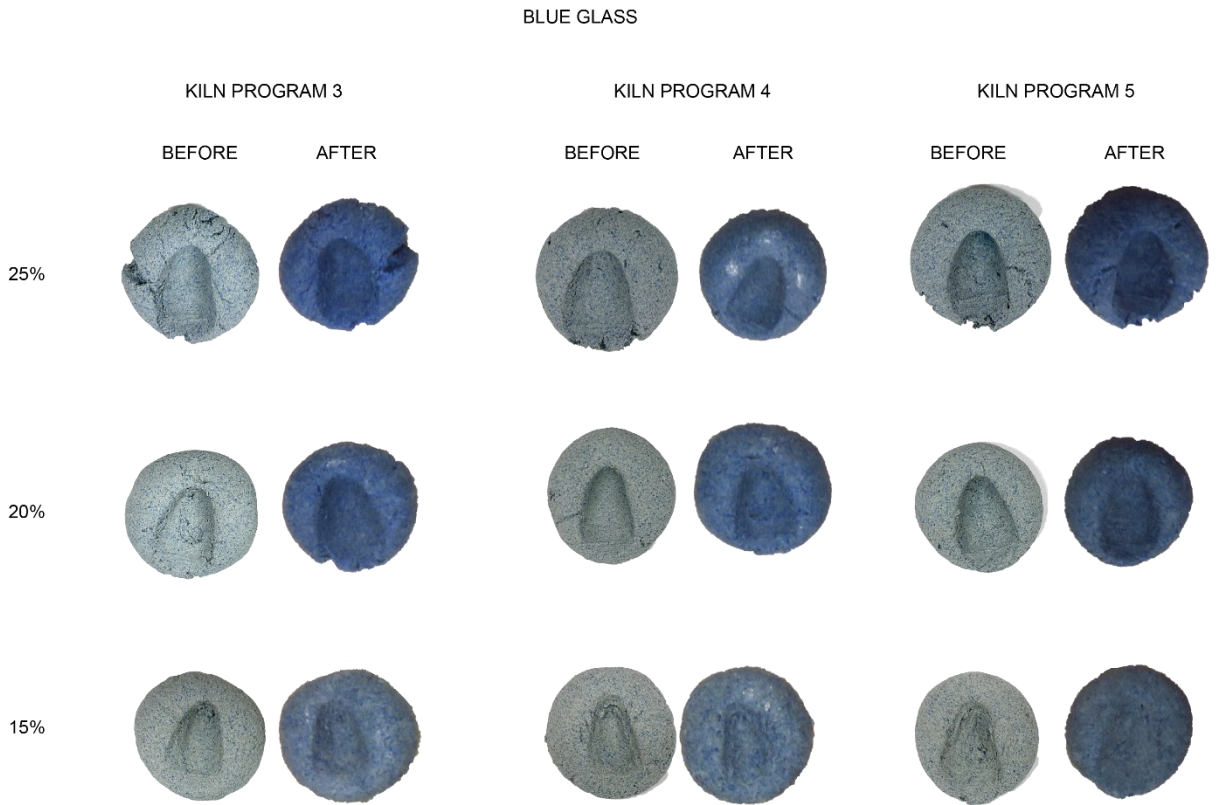 BLUE GLASS
KILN PROGRAM 3 KILN PROGRAM 4 KILN PROGRAM 5
BEFORE AFTER BEFORE AFTER BEFORE AFTER
25%
20%
15%